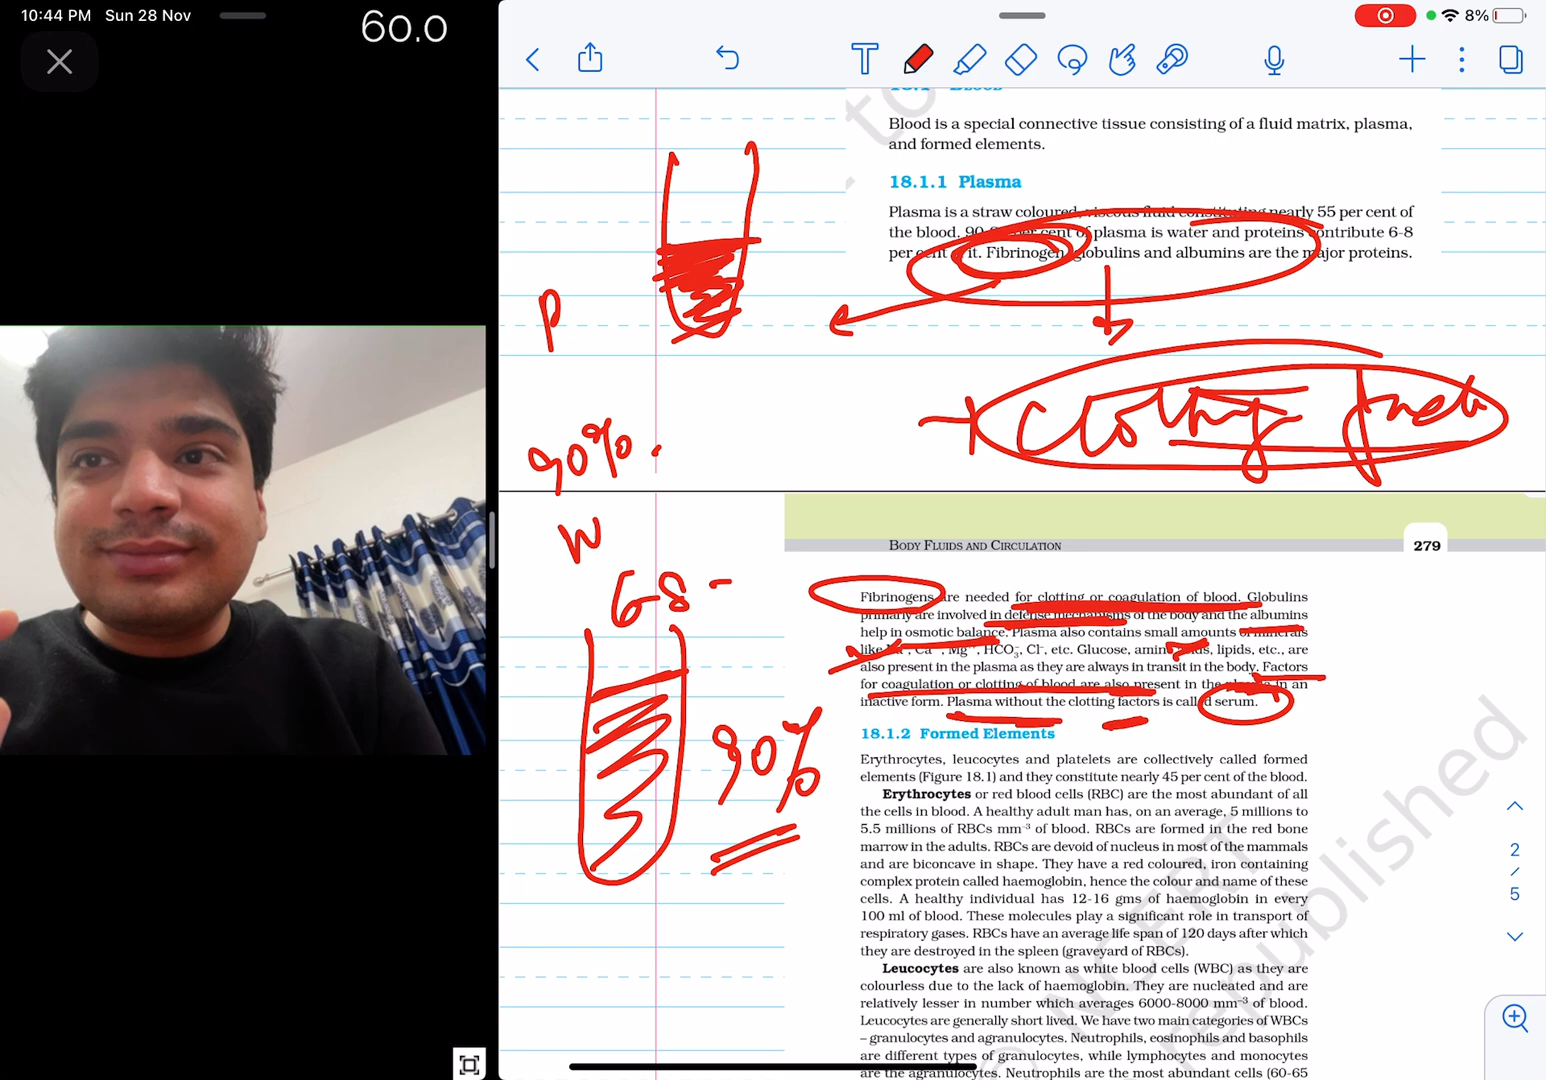 10:44 PM Sun 28 Nov
60.0
8%
18.1 BLOOD
Blood is a special connective tissue consisting of a fluid matrix, plasma,
and formed elements.
18.1.1 Plasma
Plasma is a straw coloured, viscous fluid constituting nearly 55 per cent of
the blood. 90- per cent of plasma is water and proteins contribute 6-8
per cent of it. Fibrinogen, globulins and albumins are the major proteins.
P
Clotting
90%.
W
6-8-
90%
BODY FLUIDS AND CIRCULATION
279
Fibrinogens are needed for clotting or coagulation of blood. Globulins
primarily are involved in defense mechanisms of the body and the albumins
help in osmotic balance. Plasma also contains small amounts of minerals
like Na⁺, Ca⁺⁺, Mg⁺⁺, HCO₃⁻, Cl⁻, etc. Glucose, amino acids, lipids, etc., are
also present in the plasma as they are always in transit in the body. Factors
for coagulation or clotting of blood are also present in the plasma in an
inactive form. Plasma without the clotting factors is called serum.
18.1.2 Formed Elements
Erythrocytes, leucocytes and platelets are collectively called formed
elements (Figure 18.1) and they constitute nearly 45 per cent of the blood.
Erythrocytes or red blood cells (RBC) are the most abundant of all
the cells in blood. A healthy adult man has, on an average, 5 millions to
5.5 millions of RBCs mm⁻³ of blood. RBCs are formed in the red bone
marrow in the adults. RBCs are devoid of nucleus in most of the mammals
and are biconcave in shape. They have a red coloured, iron containing
complex protein called haemoglobin, hence the colour and name of these
cells. A healthy individual has 12-16 gms of haemoglobin in every
100 ml of blood. These molecules play a significant role in transport of
respiratory gases. RBCs have an average life span of 120 days after which
they are destroyed in the spleen (graveyard of RBCs).
Leucocytes are also known as white blood cells (WBC) as they are
colourless due to the lack of haemoglobin. They are nucleated and are
relatively lesser in number which averages 6000-8000 mm⁻³ of blood.
Leucocytes are generally short lived. We have two main categories of WBCs
– granulocytes and agranulocytes. Neutrophils, eosinophils and basophils
are different types of granulocytes, while lymphocytes and monocytes
are the agranulocytes. Neutrophils are the most abundant cells (60-65
© NCERT
republished
to
2
5